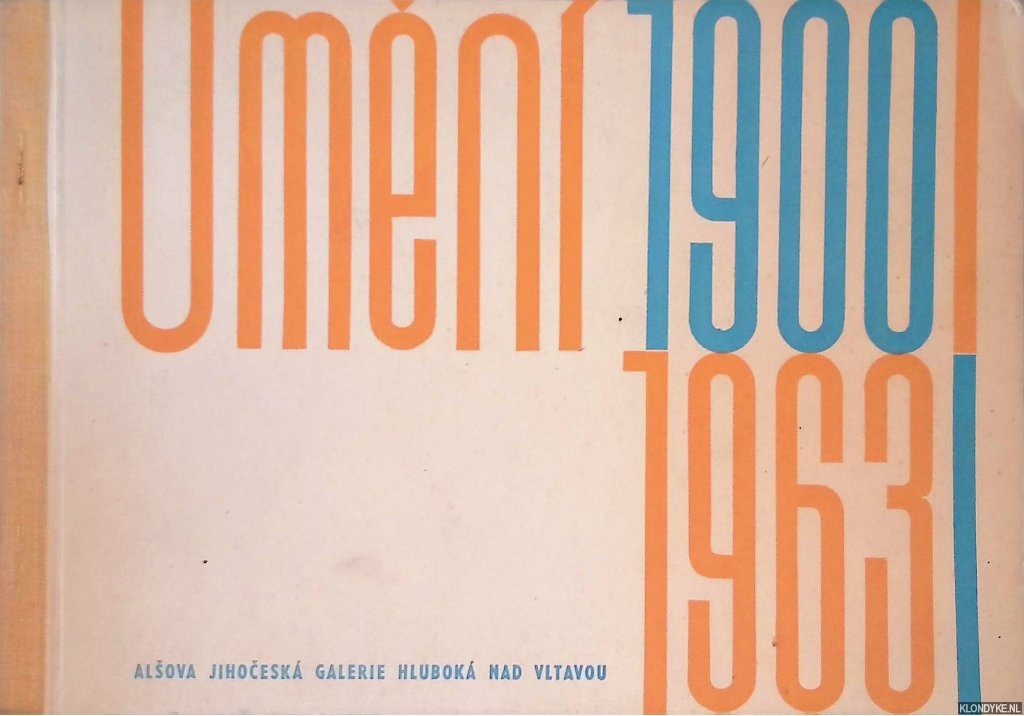 Umění 1900
1963
ALŠOVA JIHOČESKÁ GALERIE HLUBOKÁ NAD VLTAVOU
KLONDYKE.NL